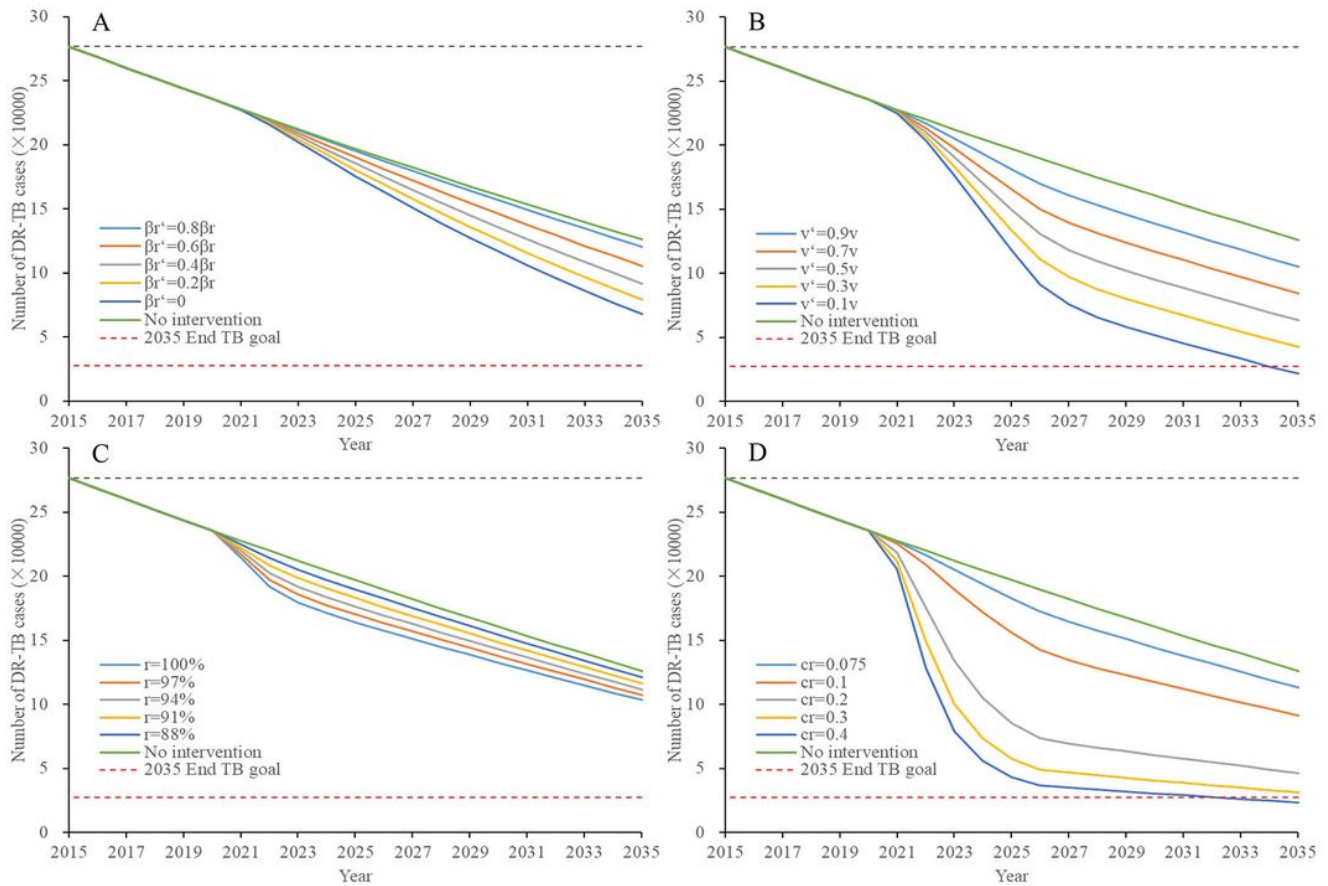 A
Number of DR-TB cases (×10000)
30
25
20
15
10
5
0
βr‘=0.8βr
βr‘=0.6βr
βr‘=0.4βr
βr‘=0.2βr
βr‘=0
No intervention
2035 End TB goal
2015 2017 2019 2021 2023 2025 2027 2029 2031 2033 2035
Year
B
Number of DR-TB cases (×10000)
30
25
20
15
10
5
0
v‘=0.9v
v‘=0.7v
v‘=0.5v
v‘=0.3v
v‘=0.1v
No intervention
2035 End TB goal
2015 2017 2019 2021 2023 2025 2027 2029 2031 2033 2035
Year
C
Number of DR-TB cases (×10000)
30
25
20
15
10
5
0
r=100%
r=97%
r=94%
r=91%
r=88%
No intervention
2035 End TB goal
2015 2017 2019 2021 2023 2025 2027 2029 2031 2033 2035
Year
D
Number of DR-TB cases (×10000)
30
25
20
15
10
5
0
cr=0.075
cr=0.1
cr=0.2
cr=0.3
cr=0.4
No intervention
2035 End TB goal
2015 2017 2019 2021 2023 2025 2027 2029 2031 2033 2035
Year